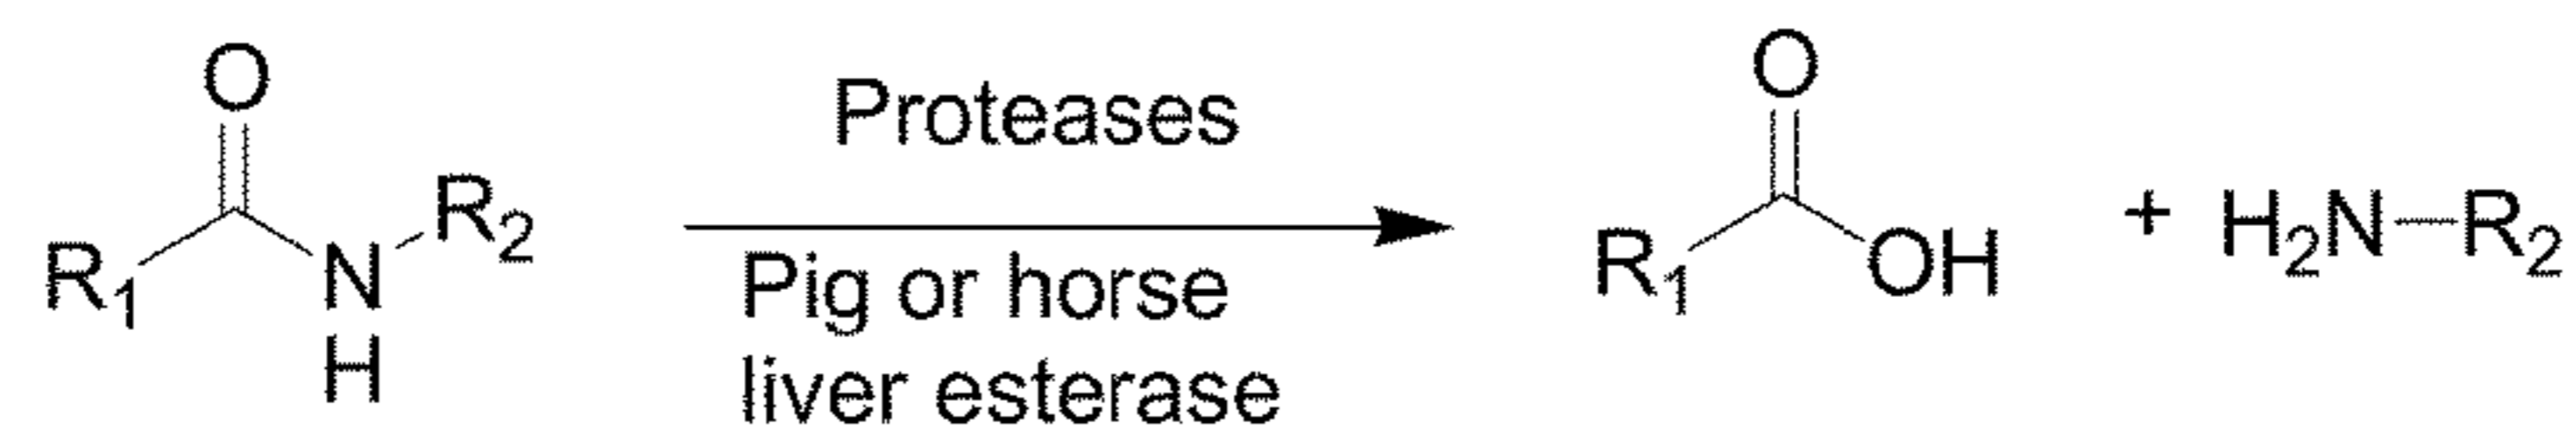 O
R1 N R2
H
Proteases
Pig or horse
liver esterase
O
R1 OH + H2N R2